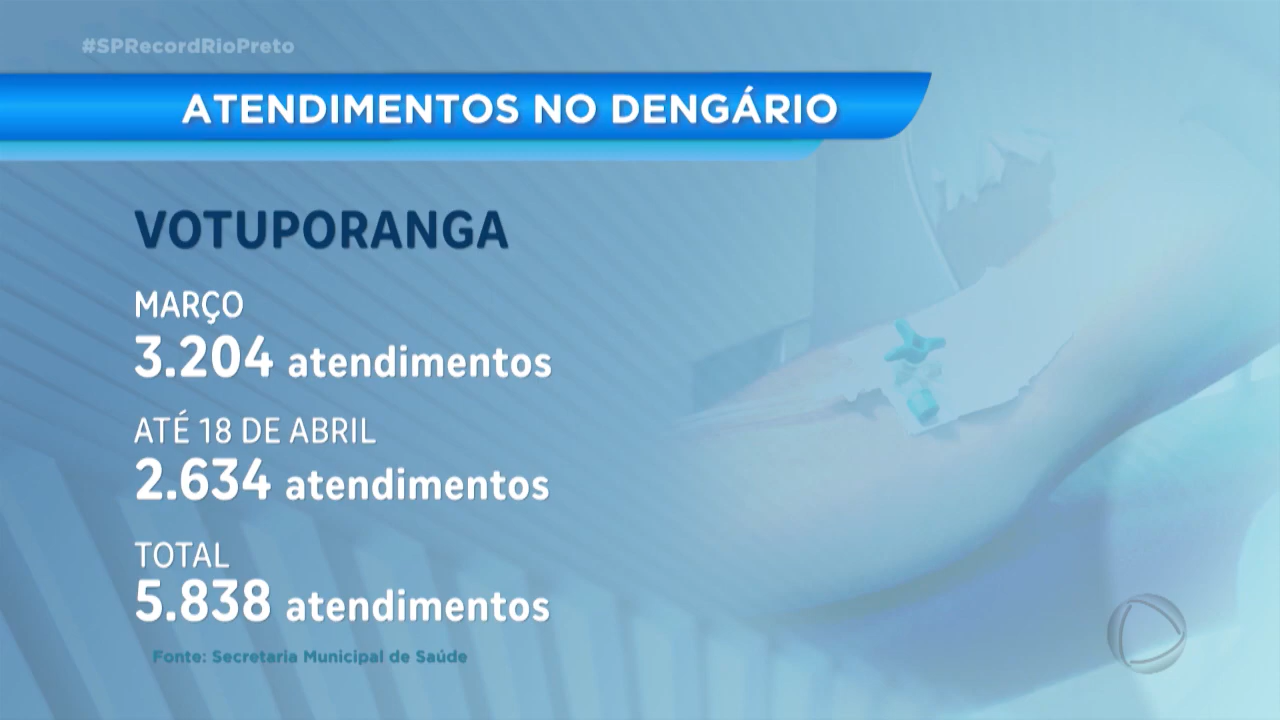 #SPRecordRioPreto
ATENDIMENTOS NO DENGÁRIO
VOTUPORANGA
MARÇO
3.204 atendimentos
ATÉ 18 DE ABRIL
2.634 atendimentos
TOTAL
5.838 atendimentos
Fonte: Secretaria Municipal de Saúde